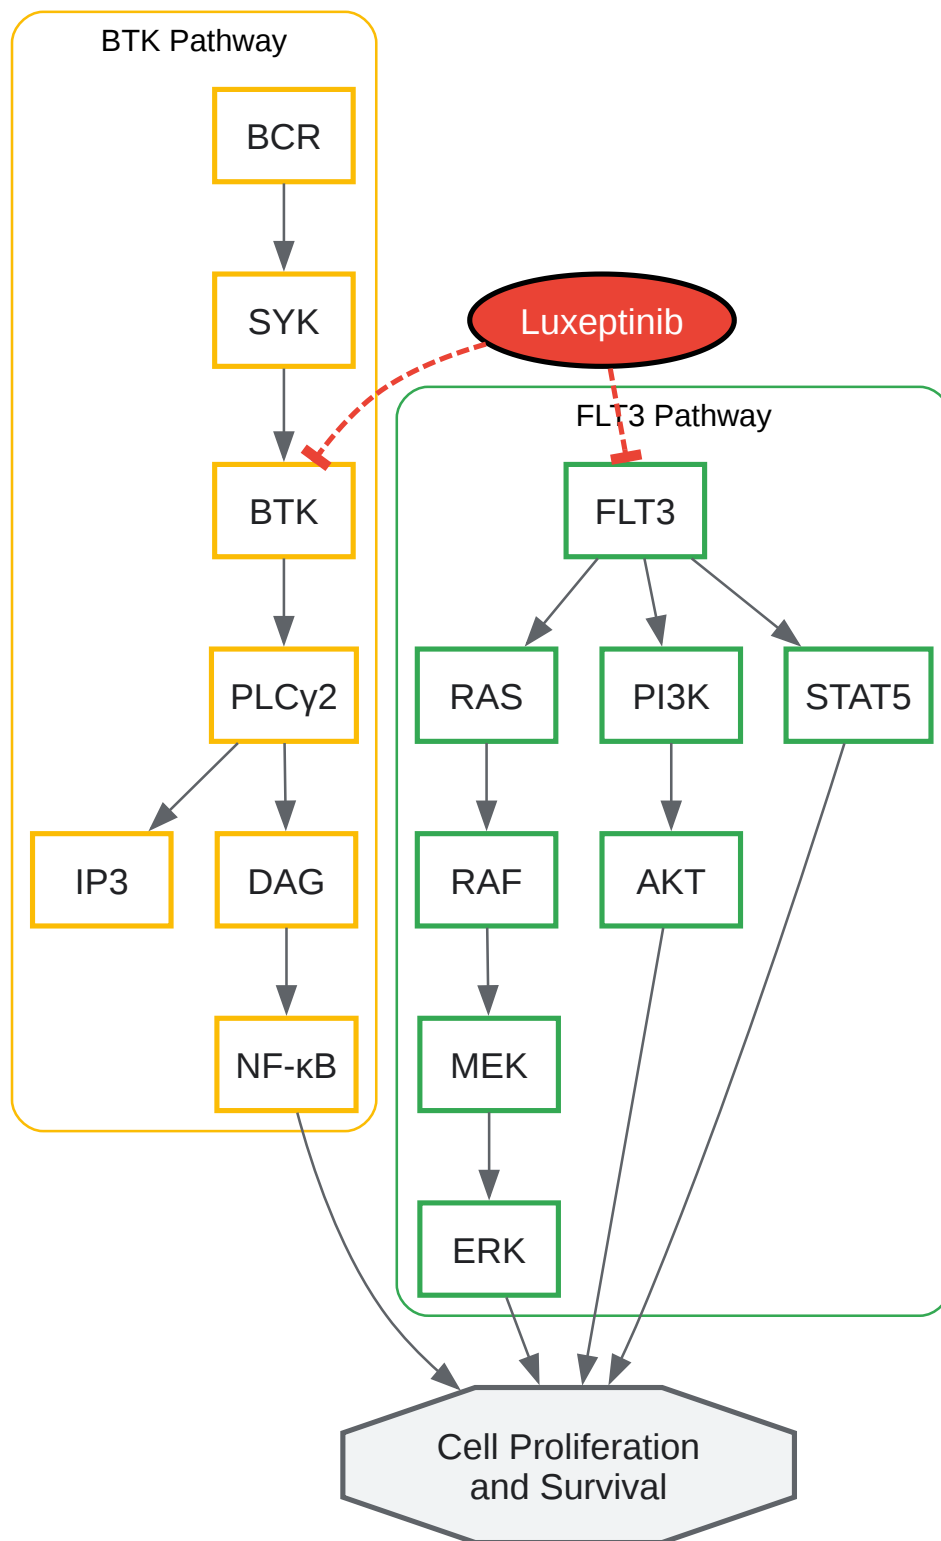 BTK Pathway
BCR
SYK
Luxeptinib
FLT3 Pathway
BTK
FLT3
PLCγ2
RAS
PI3K
STAT5
IP3
DAG
RAF
AKT
NF-κB
MEK
ERK
Cell Proliferation
and Survival